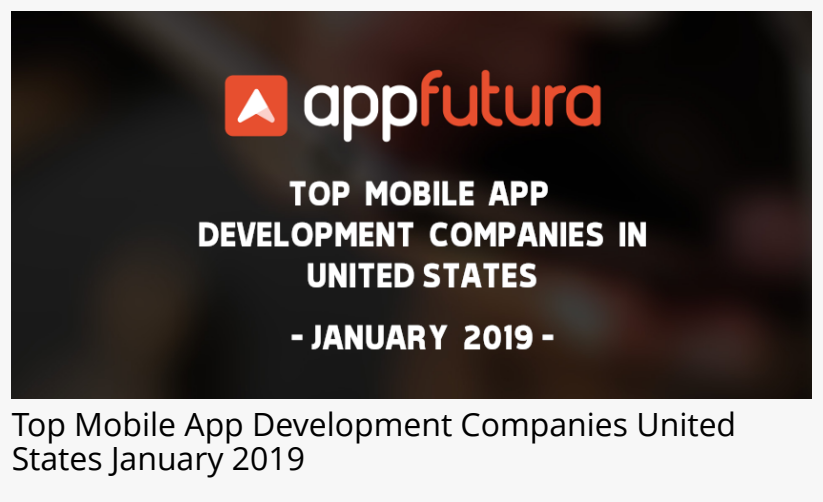 appfutura
TOP MOBILE APP
DEVELOPMENT COMPANIES IN
UNITED STATES
- JANUARY 2019 -
Top Mobile App Development Companies United
States January 2019